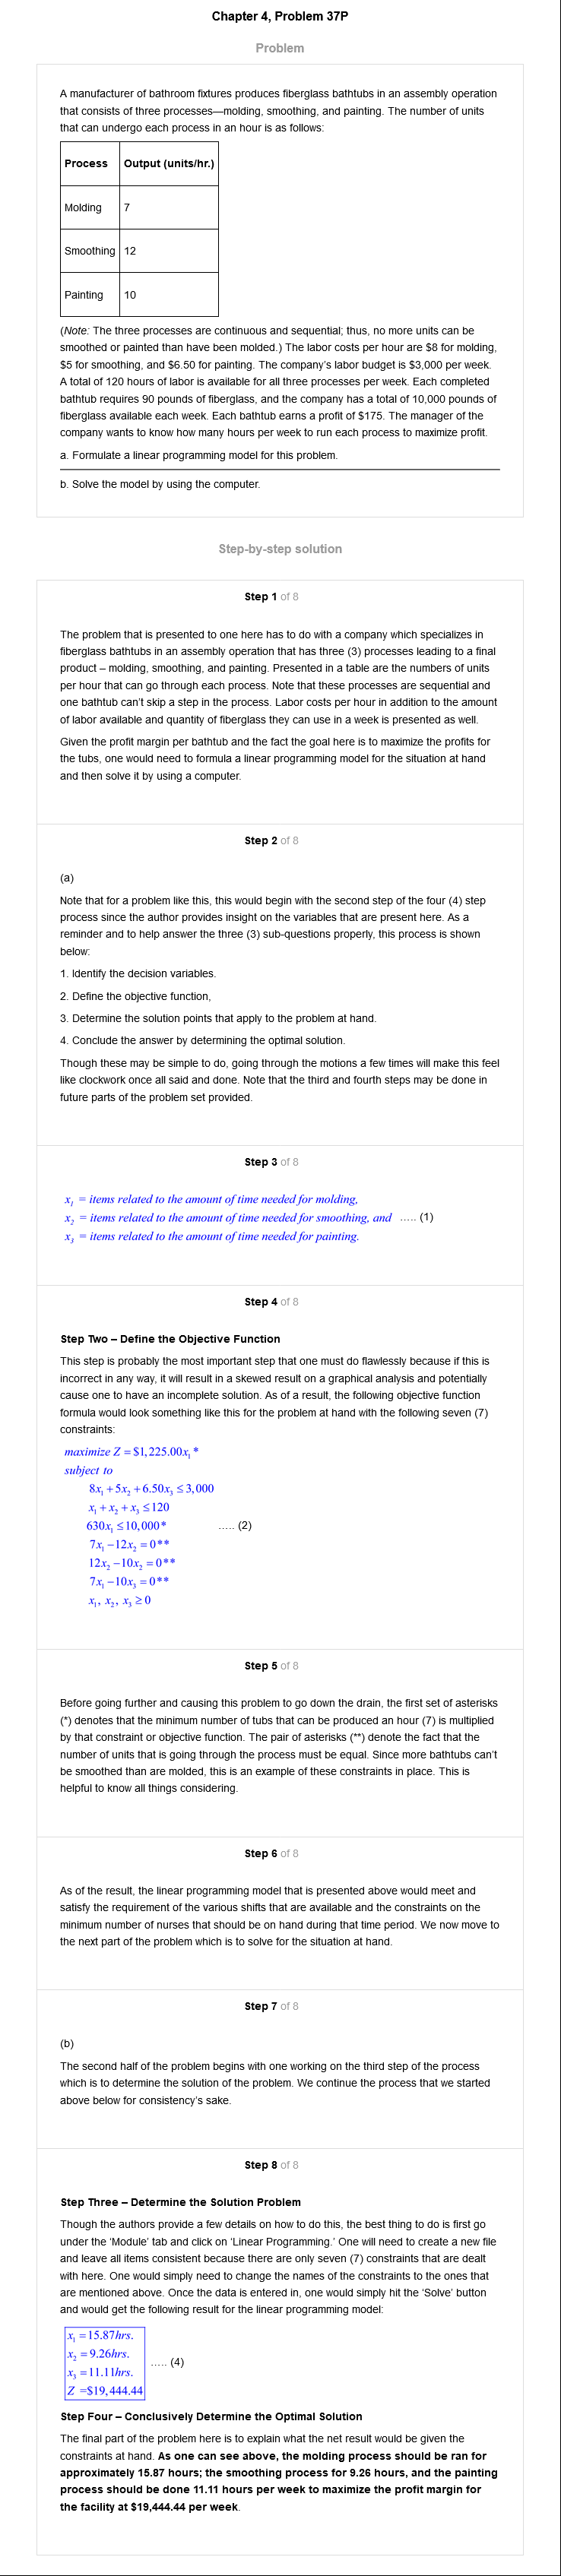 Chapter 4, Problem 37P
Problem
A manufacturer of bathroom fixtures produces fiberglass bathtubs in an assembly operation
that consists of three processes—molding, smoothing, and painting. The number of units
that can undergo each process in an hour is as follows:
Process Output (units/hr.)
Molding 7
Smoothing 12
Painting 10
(Note: The three processes are continuous and sequential; thus, no more units can be
smoothed or painted than have been molded.) The labor costs per hour are $8 for molding,
$5 for smoothing, and $6.50 for painting. The company's labor budget is $3,000 per week.
A total of 120 hours of labor is available for all three processes per week. Each completed
bathtub requires 90 pounds of fiberglass, and the company has a total of 10,000 pounds of
fiberglass available each week. Each bathtub earns a profit of $175. The manager of the
company wants to know how many hours per week to run each process to maximize profit.
a. Formulate a linear programming model for this problem.
b. Solve the model by using the computer.
Step-by-step solution
Step 1 of 8
The problem that is presented to one here has to do with a company which specializes in
fiberglass bathtubs in an assembly operation that has three (3) processes leading to a final
product – molding, smoothing, and painting. Presented in a table are the numbers of units
per hour that can go through each process. Note that these processes are sequential and
one bathtub can't skip a step in the process. Labor costs per hour in addition to the amount
of labor available and quantity of fiberglass they can use in a week is presented as well.
Given the profit margin per bathtub and the fact the goal here is to maximize the profits for
the tubs, one would need to formula a linear programming model for the situation at hand
and then solve it by using a computer.
Step 2 of 8
(a)
Note that for a problem like this, this would begin with the second step of the four (4) step
process since the author provides insight on the variables that are present here. As a
reminder and to help answer the three (3) sub-questions properly, this process is shown
below:
1. Identify the decision variables.
2. Define the objective function,
3. Determine the solution points that apply to the problem at hand.
4. Conclude the answer by determining the optimal solution.
Though these may be simple to do, going through the motions a few times will make this feel
like clockwork once all said and done. Note that the third and fourth steps may be done in
future parts of the problem set provided.
Step 3 of 8
x₁ = items related to the amount of time needed for molding,
x₂ = items related to the amount of time needed for smoothing, and ..... (1)
x₃ = items related to the amount of time needed for painting.
Step 4 of 8
Step Two – Define the Objective Function
This step is probably the most important step that one must do flawlessly because if this is
incorrect in any way, it will result in a skewed result on a graphical analysis and potentially
cause one to have an incomplete solution. As of a result, the following objective function
formula would look something like this for the problem at hand with the following seven (7)
constraints:
maximize Z = $1,225.00x₁ *
subject to
8x₁ + 5x₂ + 6.50x₃ ≤ 3,000
x₁ + x₂ + x₃ ≤ 120
630x₁ ≤ 10,000 * ..... (2)
7x₁ − 12x₂ = 0 **
12x₂ − 10x₂ = 0 **
7x₁ − 10x₃ = 0 **
x₁, x₂, x₃ ≥ 0
Step 5 of 8
Before going further and causing this problem to go down the drain, the first set of asterisks
(*) denotes that the minimum number of tubs that can be produced an hour (7) is multiplied
by that constraint or objective function. The pair of asterisks (**) denote the fact that the
number of units that is going through the process must be equal. Since more bathtubs can't
be smoothed than are molded, this is an example of these constraints in place. This is
helpful to know all things considering.
Step 6 of 8
As of the result, the linear programming model that is presented above would meet and
satisfy the requirement of the various shifts that are available and the constraints on the
minimum number of nurses that should be on hand during that time period. We now move to
the next part of the problem which is to solve for the situation at hand.
Step 7 of 8
(b)
The second half of the problem begins with one working on the third step of the process
which is to determine the solution of the problem. We continue the process that we started
above below for consistency's sake.
Step 8 of 8
Step Three – Determine the Solution Problem
Though the authors provide a few details on how to do this, the best thing to do is first go
under the 'Module' tab and click on 'Linear Programming.' One will need to create a new file
and leave all items consistent because there are only seven (7) constraints that are dealt
with here. One would simply need to change the names of the constraints to the ones that
are mentioned above. Once the data is entered in, one would simply hit the 'Solve' button
and would get the following result for the linear programming model:
x₁ = 15.87hrs.
x₂ = 9.26hrs.
x₃ = 11.11hrs. ..... (4)
Z =$19,444.44
Step Four – Conclusively Determine the Optimal Solution
The final part of the problem here is to explain what the net result would be given the
constraints at hand. As one can see above, the molding process should be ran for
approximately 15.87 hours; the smoothing process for 9.26 hours, and the painting
process should be done 11.11 hours per week to maximize the profit margin for
the facility at $19,444.44 per week.